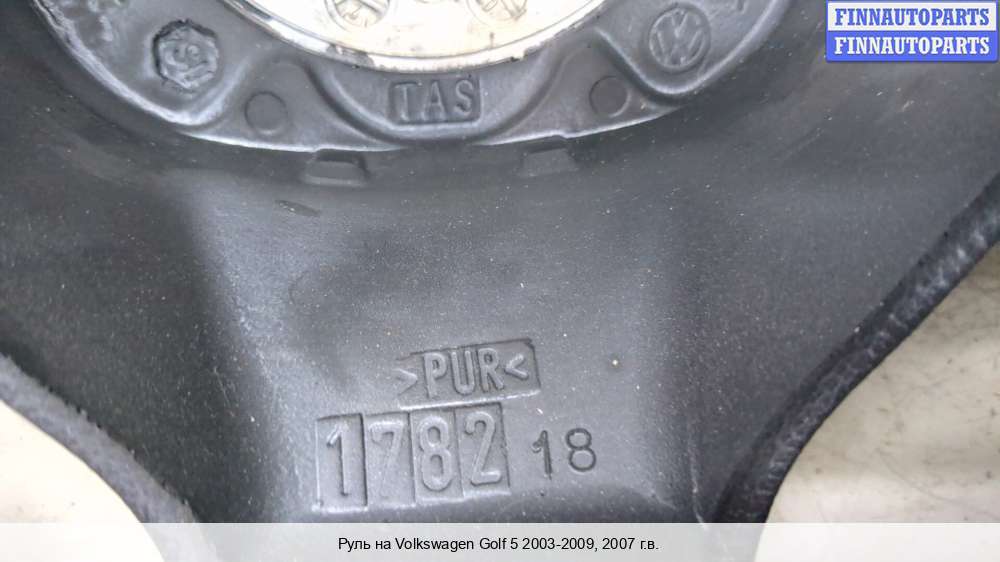 FINNAUTOPARTS
FINNAUTOPARTS
TAS
>PUR<
1782 18
Руль на Volkswagen Golf 5 2003-2009, 2007 г.в.